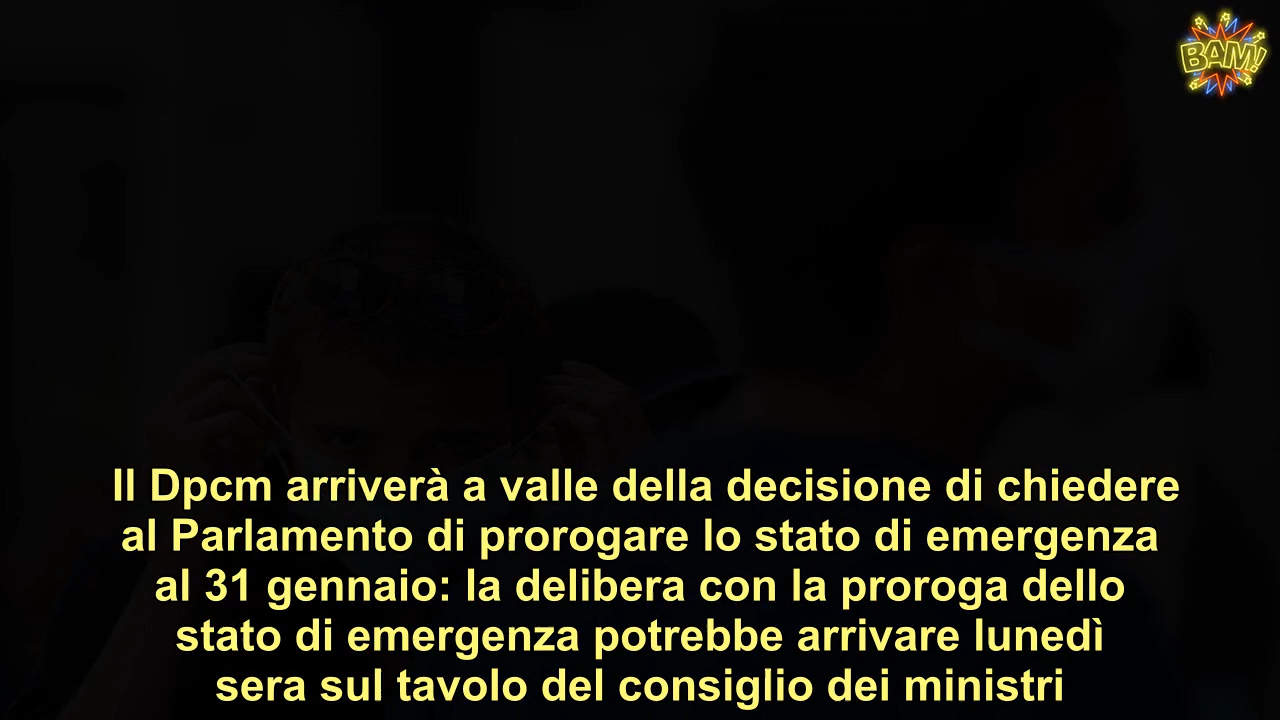 BAM!
Il Dpcm arriverà a valle della decisione di chiedere
al Parlamento di prorogare lo stato di emergenza
al 31 gennaio: la delibera con la proroga dello
stato di emergenza potrebbe arrivare lunedì
sera sul tavolo del consiglio dei ministri